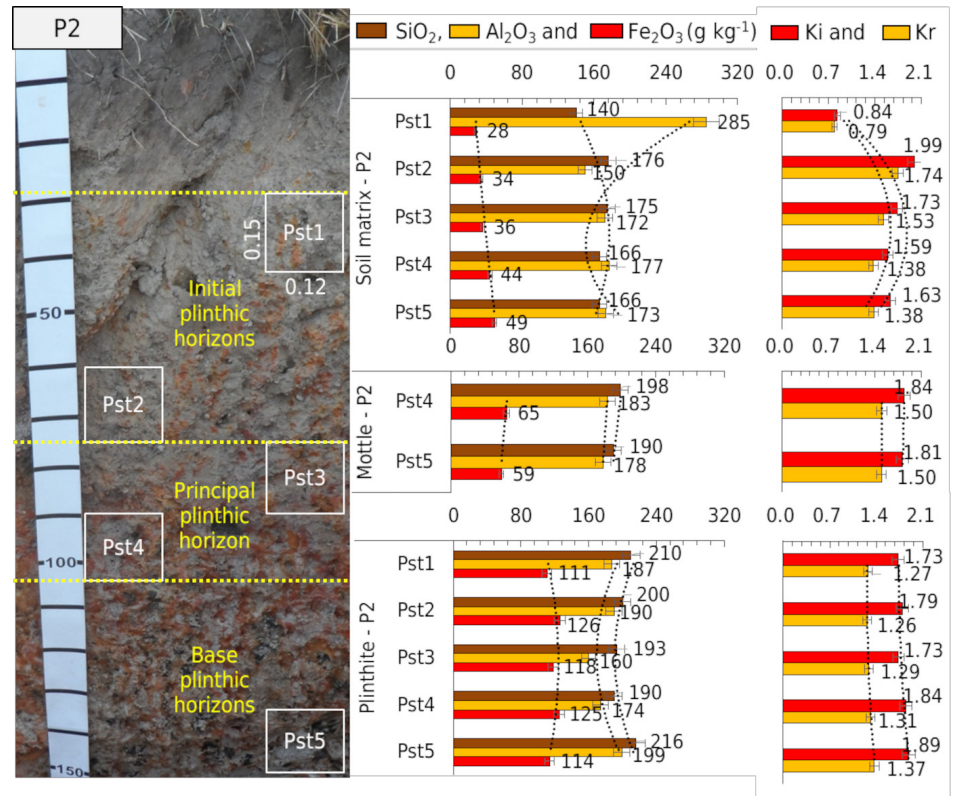 P2
SiO₂, Al₂O₃ and Fe₂O₃ (g kg⁻¹)
Ki and Kr
0 80 160 240 320
0.0 0.7 1.4 2.1
Soil matrix - P2
Pst1 140 285 28
0.84 0.79
Pst2 176 150 34
1.99 1.74
Pst3 175 172 36
1.73 1.53
Pst4 166 177 44
1.59 1.38
Pst5 166 173 49
1.63 1.38
0 80 160 240 320
0.0 0.7 1.4 2.1
Mottle - P2
Pst4 198 183 65
1.84 1.50
Pst5 190 178 59
1.81 1.50
0 80 160 240 320
0.0 0.7 1.4 2.1
Plinthite - P2
Pst1 210 187 111
1.73 1.27
Pst2 200 190 126
1.79 1.26
Pst3 193 160 118
1.73 1.29
Pst4 190 174 125
1.84 1.31
Pst5 216 199 114
1.89 1.37
Pst1
0.15
0.12
Initial
plinthic
horizons
50
Pst2
Pst3
Principal
plinthic
horizon
Pst4
100
Base
plinthic
horizons
Pst5
150